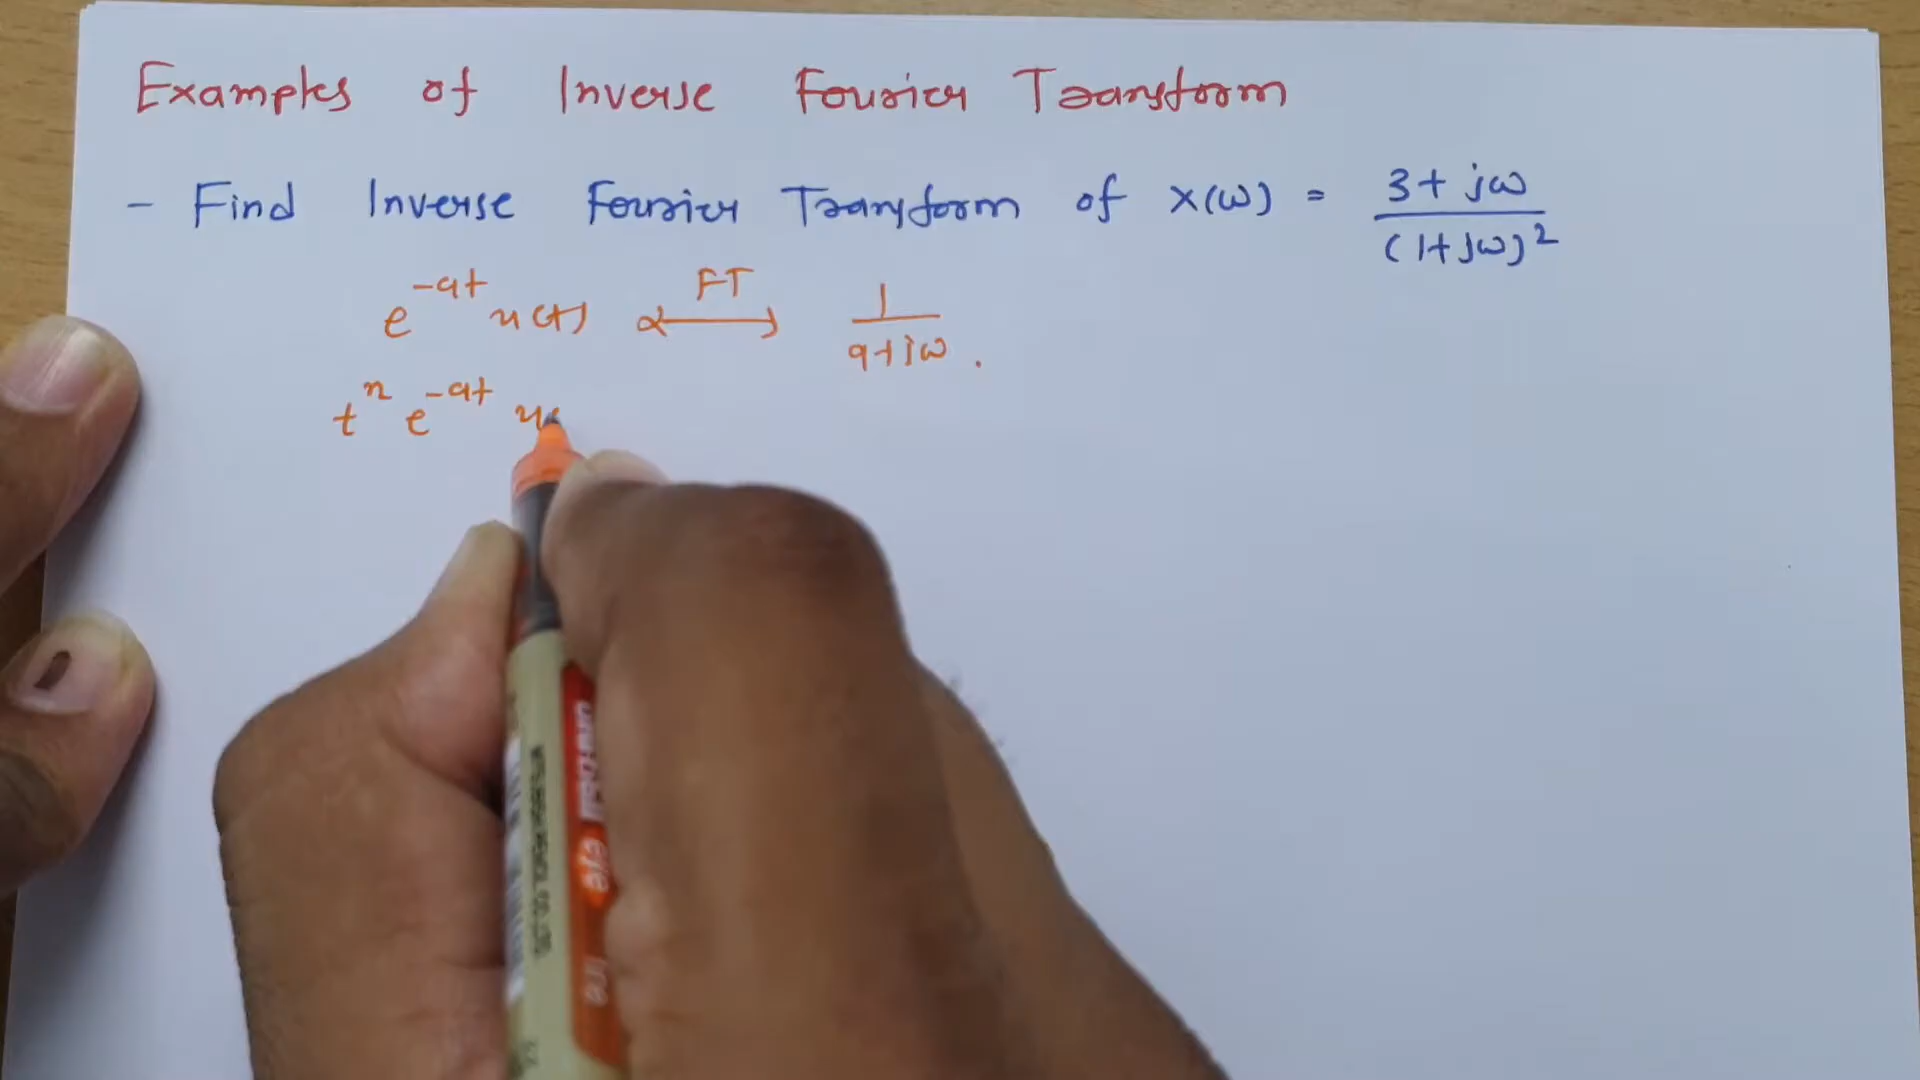 Examples of Inverse Fourier Transform
- Find Inverse Fourier Transform of X(ω) = (3 + jω) / (1 + jω)²
e^(-at) u(t) ←FT→ 1 / (a + jω).
t^n e^(-at) u